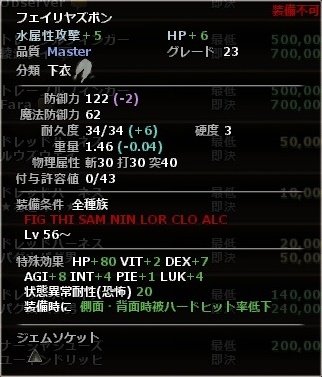 装備不可
フェイリヤズボン
水属性攻撃+5 HP+6
品質 Master グレード 23
分類 下衣
防御力 122 (-2)
魔法防御力 62
耐久度 34/34 (+6) 硬度 3
重量 1.46 (-0.04)
物理属性 斬30 打30 突40
付与許容値 0/43
装備条件 全種族
FIG THI SAM NIN LOR CLO ALC
Lv 56~
特殊効果 HP+80 VIT+2 DEX+7
AGI+8 INT+4 PIE+1 LUK+4
状態異常耐性(恐怖) 20
装備時に 側面・背面時被ハードヒット率低下
ジェムソケット